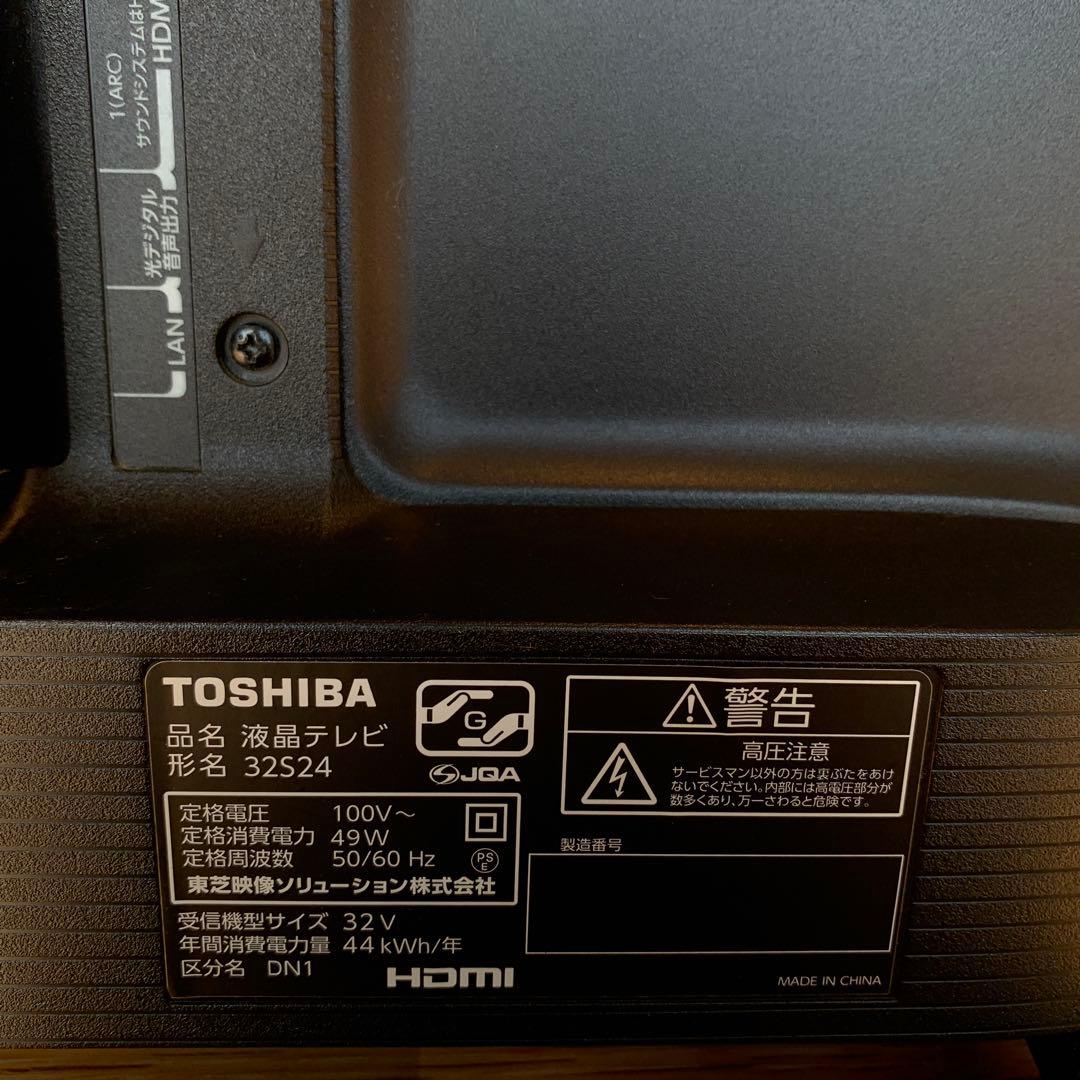 1(ARC)
サウンドシステムは
HDM
光デジタル
音声出力
LAN
TOSHIBA
品名 液晶テレビ
形名 32S24
G
JQA
定格電圧 100V～
定格消費電力 49W
定格周波数 50/60 Hz
PS
E
東芝映像ソリューション株式会社
受信機型サイズ 32V
年間消費電力量 44kWh/年
区分名 DN1
HDMI
警告
高圧注意
サービスマン以外の方は裏ぶたをあけ
ないでください。内部には高電圧部分が
数多くあり、万一さわると危険です。
製造番号
MADE IN CHINA